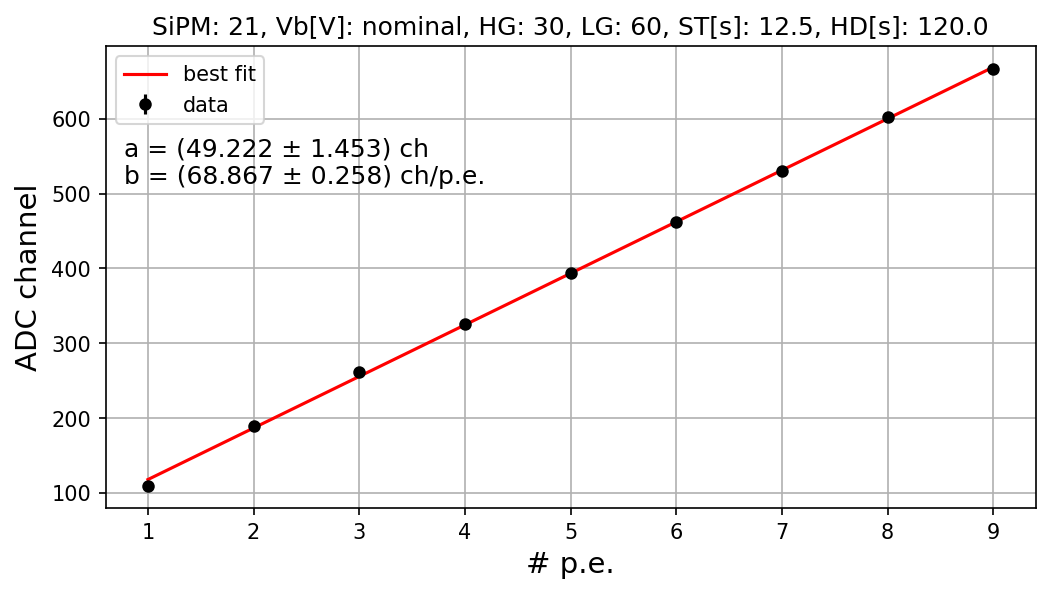 SiPM: 21, Vb[V]: nominal, HG: 30, LG: 60, ST[s]: 12.5, HD[s]: 120.0
best fit
data
a = (49.222 ± 1.453) ch
b = (68.867 ± 0.258) ch/p.e.
ADC channel
600
500
400
300
200
100
1 2 3 4 5 6 7 8 9
# p.e.